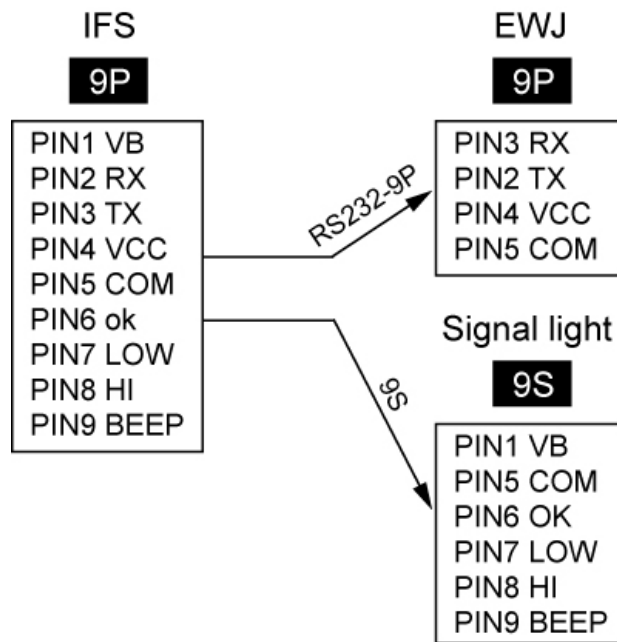 IFS
9P
PIN1 VB
PIN2 RX
PIN3 TX
PIN4 VCC
PIN5 COM
PIN6 ok
PIN7 LOW
PIN8 HI
PIN9 BEEP
RS232-9P
9S
EWJ
9P
PIN3 RX
PIN2 TX
PIN4 VCC
PIN5 COM
Signal light
9S
PIN1 VB
PIN5 COM
PIN6 OK
PIN7 LOW
PIN8 HI
PIN9 BEEP